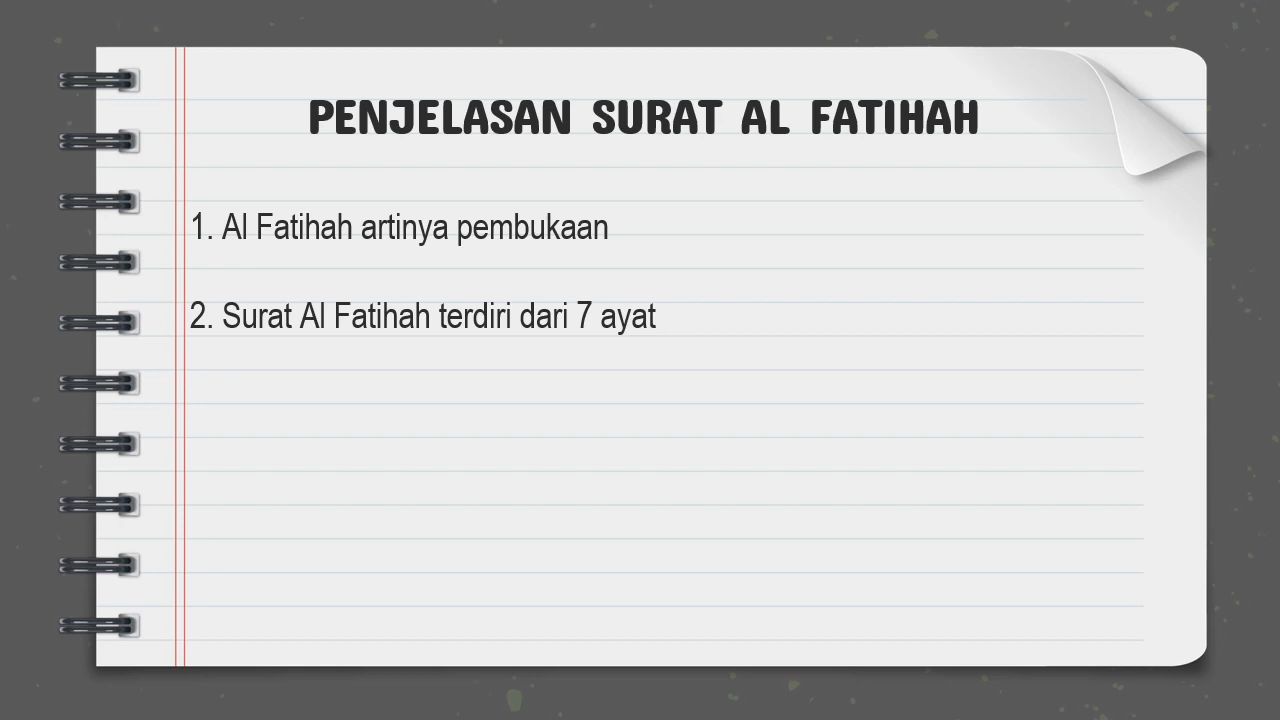 PENJELASAN SURAT AL FATIHAH
1. Al Fatihah artinya pembukaan
2. Surat Al Fatihah terdiri dari 7 ayat